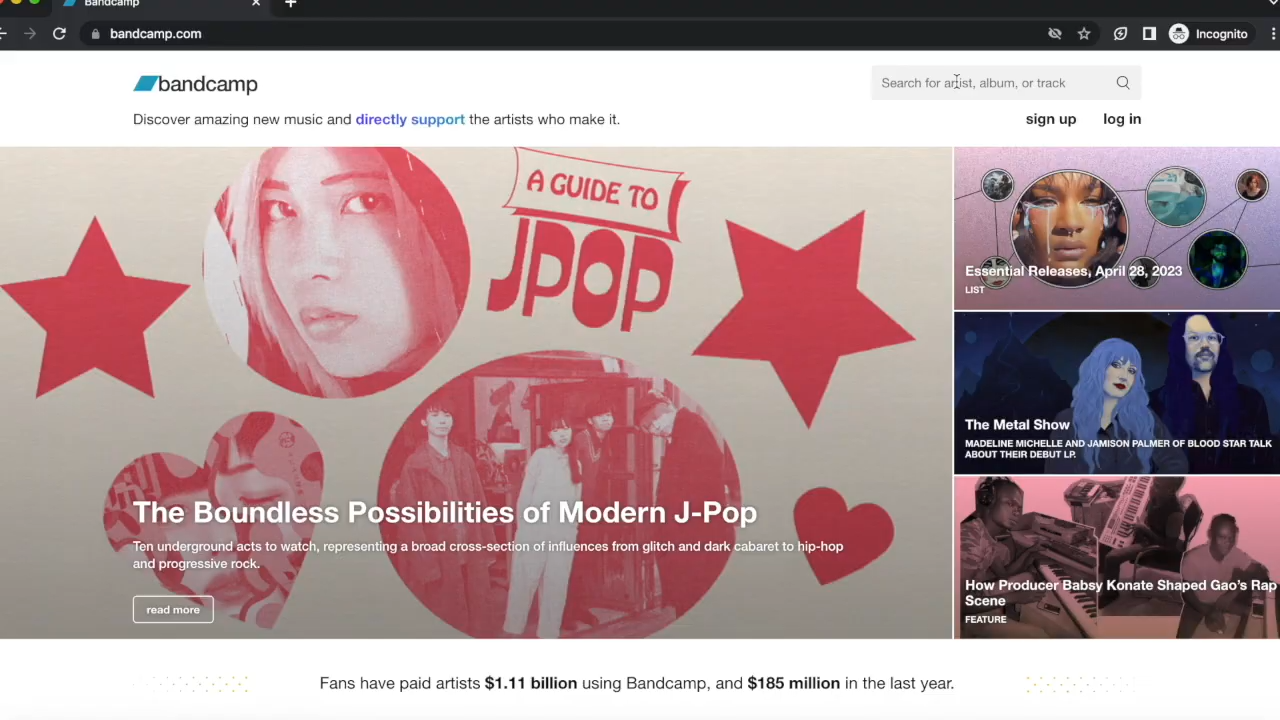 Bandcamp
bandcamp.com
Incognito
bandcamp
Search for artist, album, or track
Discover amazing new music and directly support the artists who make it.
sign up
log in
A GUIDE TO
JPOP
The Boundless Possibilities of Modern J-Pop
Ten underground acts to watch, representing a broad cross-section of influences from glitch and dark cabaret to hip-hop
and progressive rock.
read more
Essential Releases, April 28, 2023
LIST
The Metal Show
MADELINE MICHELLE AND JAMISON PALMER OF BLOOD STAR TALK
ABOUT THEIR DEBUT LP.
How Producer Babsy Konate Shaped Gao's Rap
Scene
FEATURE
Fans have paid artists $1.11 billion using Bandcamp, and $185 million in the last year.